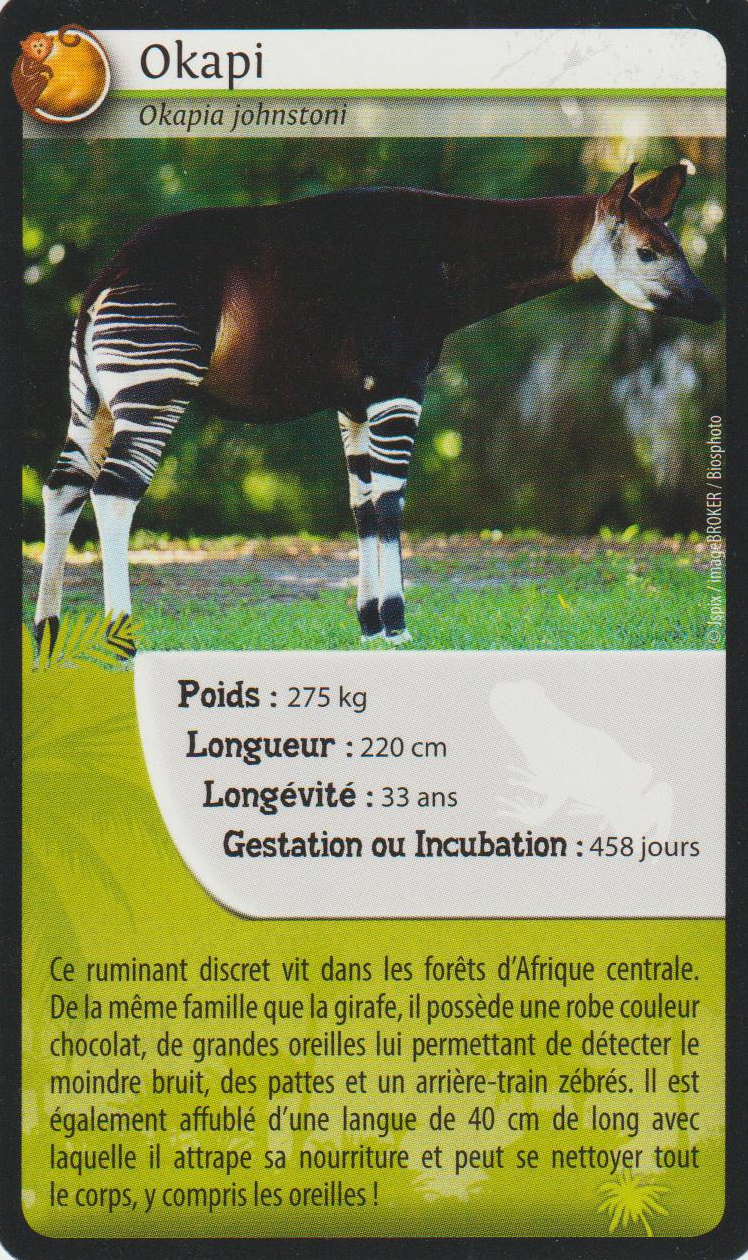 Okapi
Okapia johnstoni
© Jspix / imageBROKER / Biosphoto
Poids : 275 kg
Longueur : 220 cm
Longévité : 33 ans
Gestation ou Incubation : 458 jours
Ce ruminant discret vit dans les forêts d'Afrique centrale.
De la même famille que la girafe, il possède une robe couleur
chocolat, de grandes oreilles lui permettant de détecter le
moindre bruit, des pattes et un arrière-train zébrés. Il est
également affublé d'une langue de 40 cm de long avec
laquelle il attrape sa nourriture et peut se nettoyer tout
le corps, y compris les oreilles !